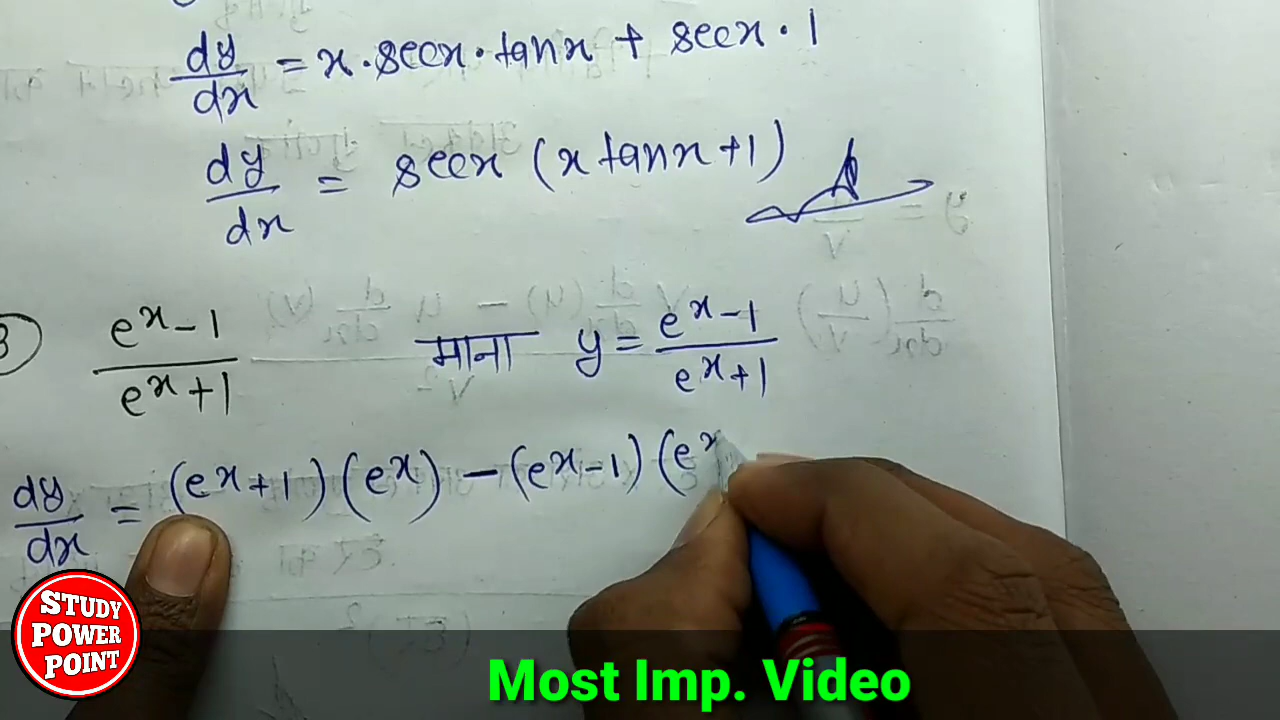 dy/dx = x·secx·tanx + secx·1
dy/dx = secx (x tanx+1)
e^x-1/e^x+1 माना y = e^x-1/e^x+1
dy/dx = (e^x+1)(e^x) - (e^x-1)(e^x
STUDY
POWER
POINT
Most Imp. Video